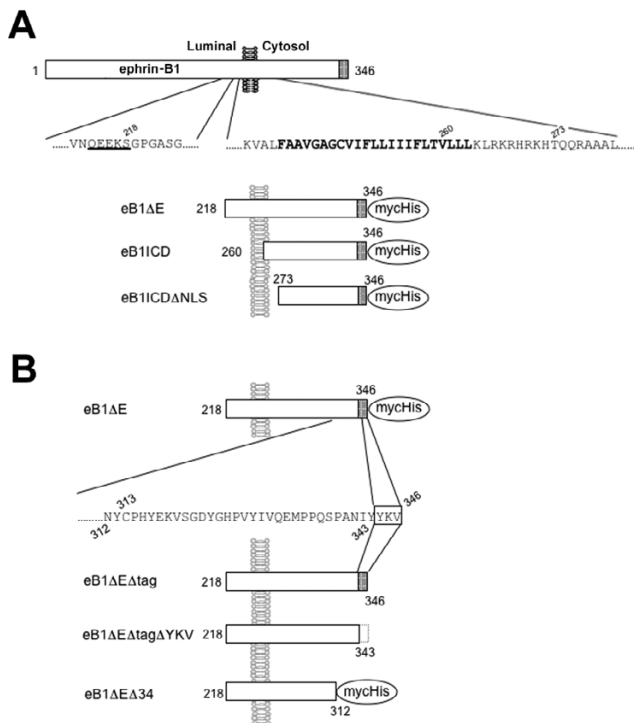 A
Luminal Cytosol
1 ephrin-B1 346
218 260 273
......VNQEEKSGPGASG...... ......KVALFAAVGAGCVIFLLIIIFLTVLLLKLRKRHRKHTQQRAAAL......
346
eB1ΔE 218 mycHis
346
eB1ICD 260 mycHis
273 346
eB1ICDΔNLS mycHis
B
346
eB1ΔE 218 mycHis
313 346
........NYCPHYEKVSGDYGHPVYIVQEMPPQSPANIYYKV
312 343
eB1ΔEΔtag 218
346
eB1ΔEΔtagΔYKV 218
343
eB1ΔEΔ34 218 mycHis
312